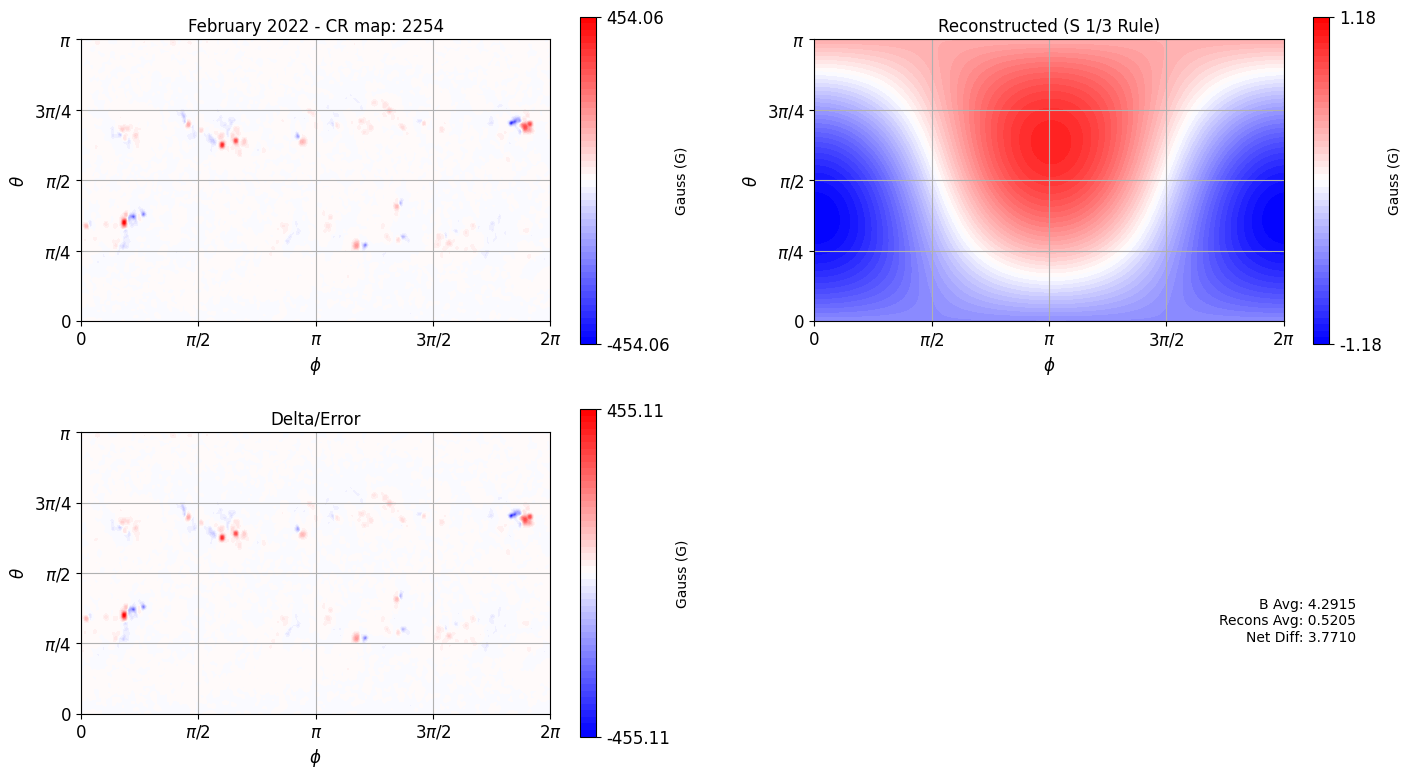 February 2022 - CR map: 2254
π
3π/4
π/2
π/4
0
θ
0
π/2
π
3π/2
2π
ϕ
454.06
-454.06
Gauss (G)
Reconstructed (S 1/3 Rule)
π
3π/4
π/2
π/4
0
θ
0
π/2
π
3π/2
2π
ϕ
1.18
-1.18
Gauss (G)
Delta/Error
π
3π/4
π/2
π/4
0
θ
0
π/2
π
3π/2
2π
ϕ
455.11
-455.11
Gauss (G)
B Avg: 4.2915
Recons Avg: 0.5205
Net Diff: 3.7710